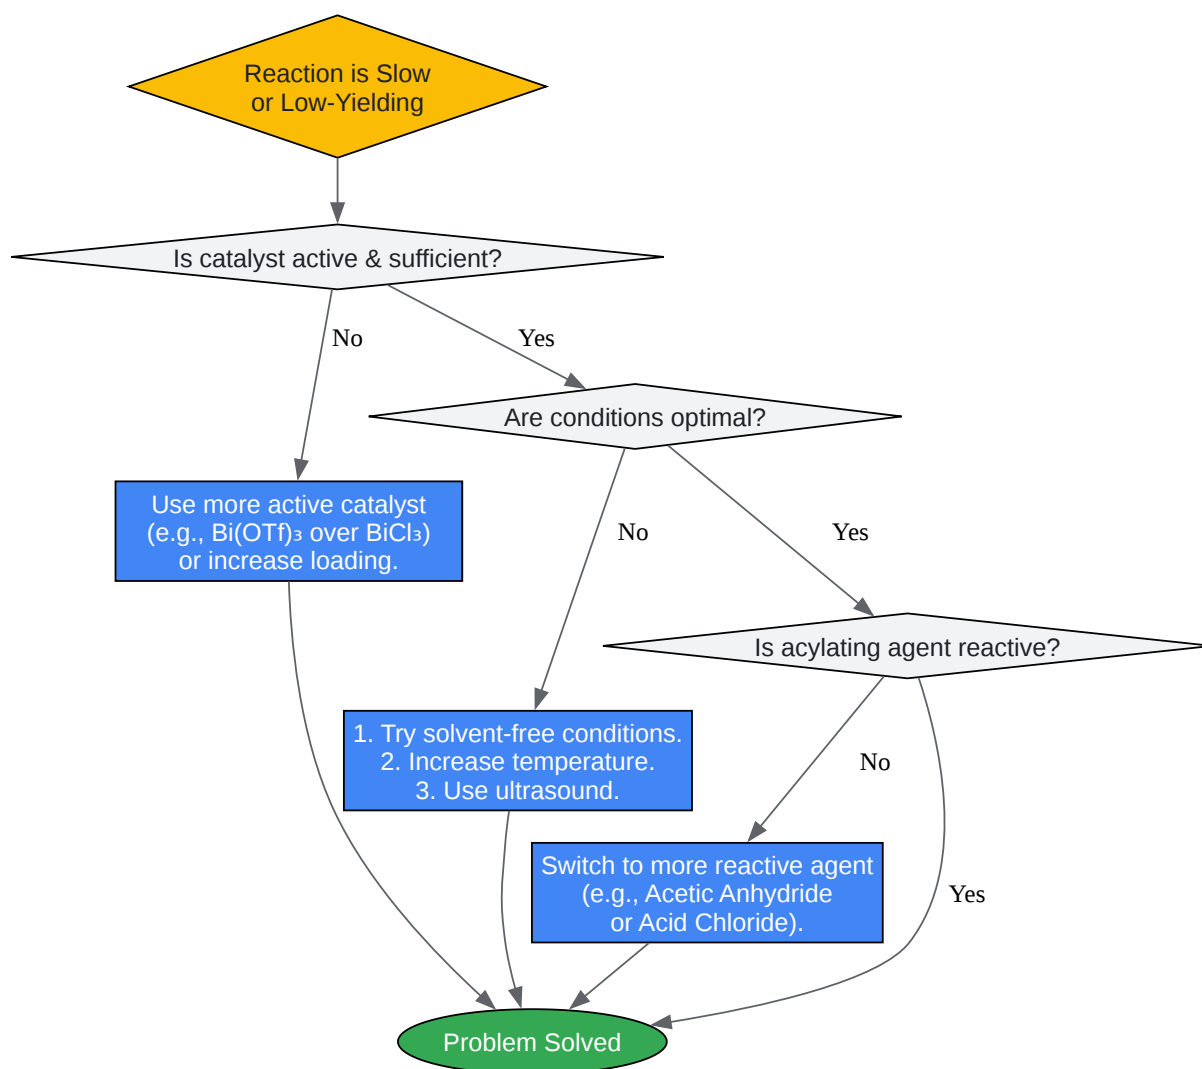 Reaction is Slow
or Low-Yielding
Is catalyst active & sufficient?
No
Yes
Are conditions optimal?
Use more active catalyst
(e.g., Bi(OTf)₃ over BiCl₃)
or increase loading.
No
Yes
Is acylating agent reactive?
1. Try solvent-free conditions.
2. Increase temperature.
3. Use ultrasound.
No
Switch to more reactive agent
(e.g., Acetic Anhydride
or Acid Chloride).
Yes
Problem Solved